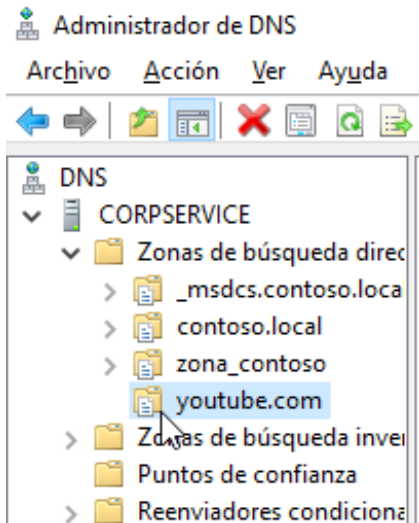 Administrador de DNS
Archivo Acción Ver Ayuda
DNS
CORPSERVICE
Zonas de búsqueda direc
_msdcs.contoso.loca
contoso.local
zona_contoso
youtube.com
Zonas de búsqueda inver
Puntos de confianza
Reenviadores condiciona